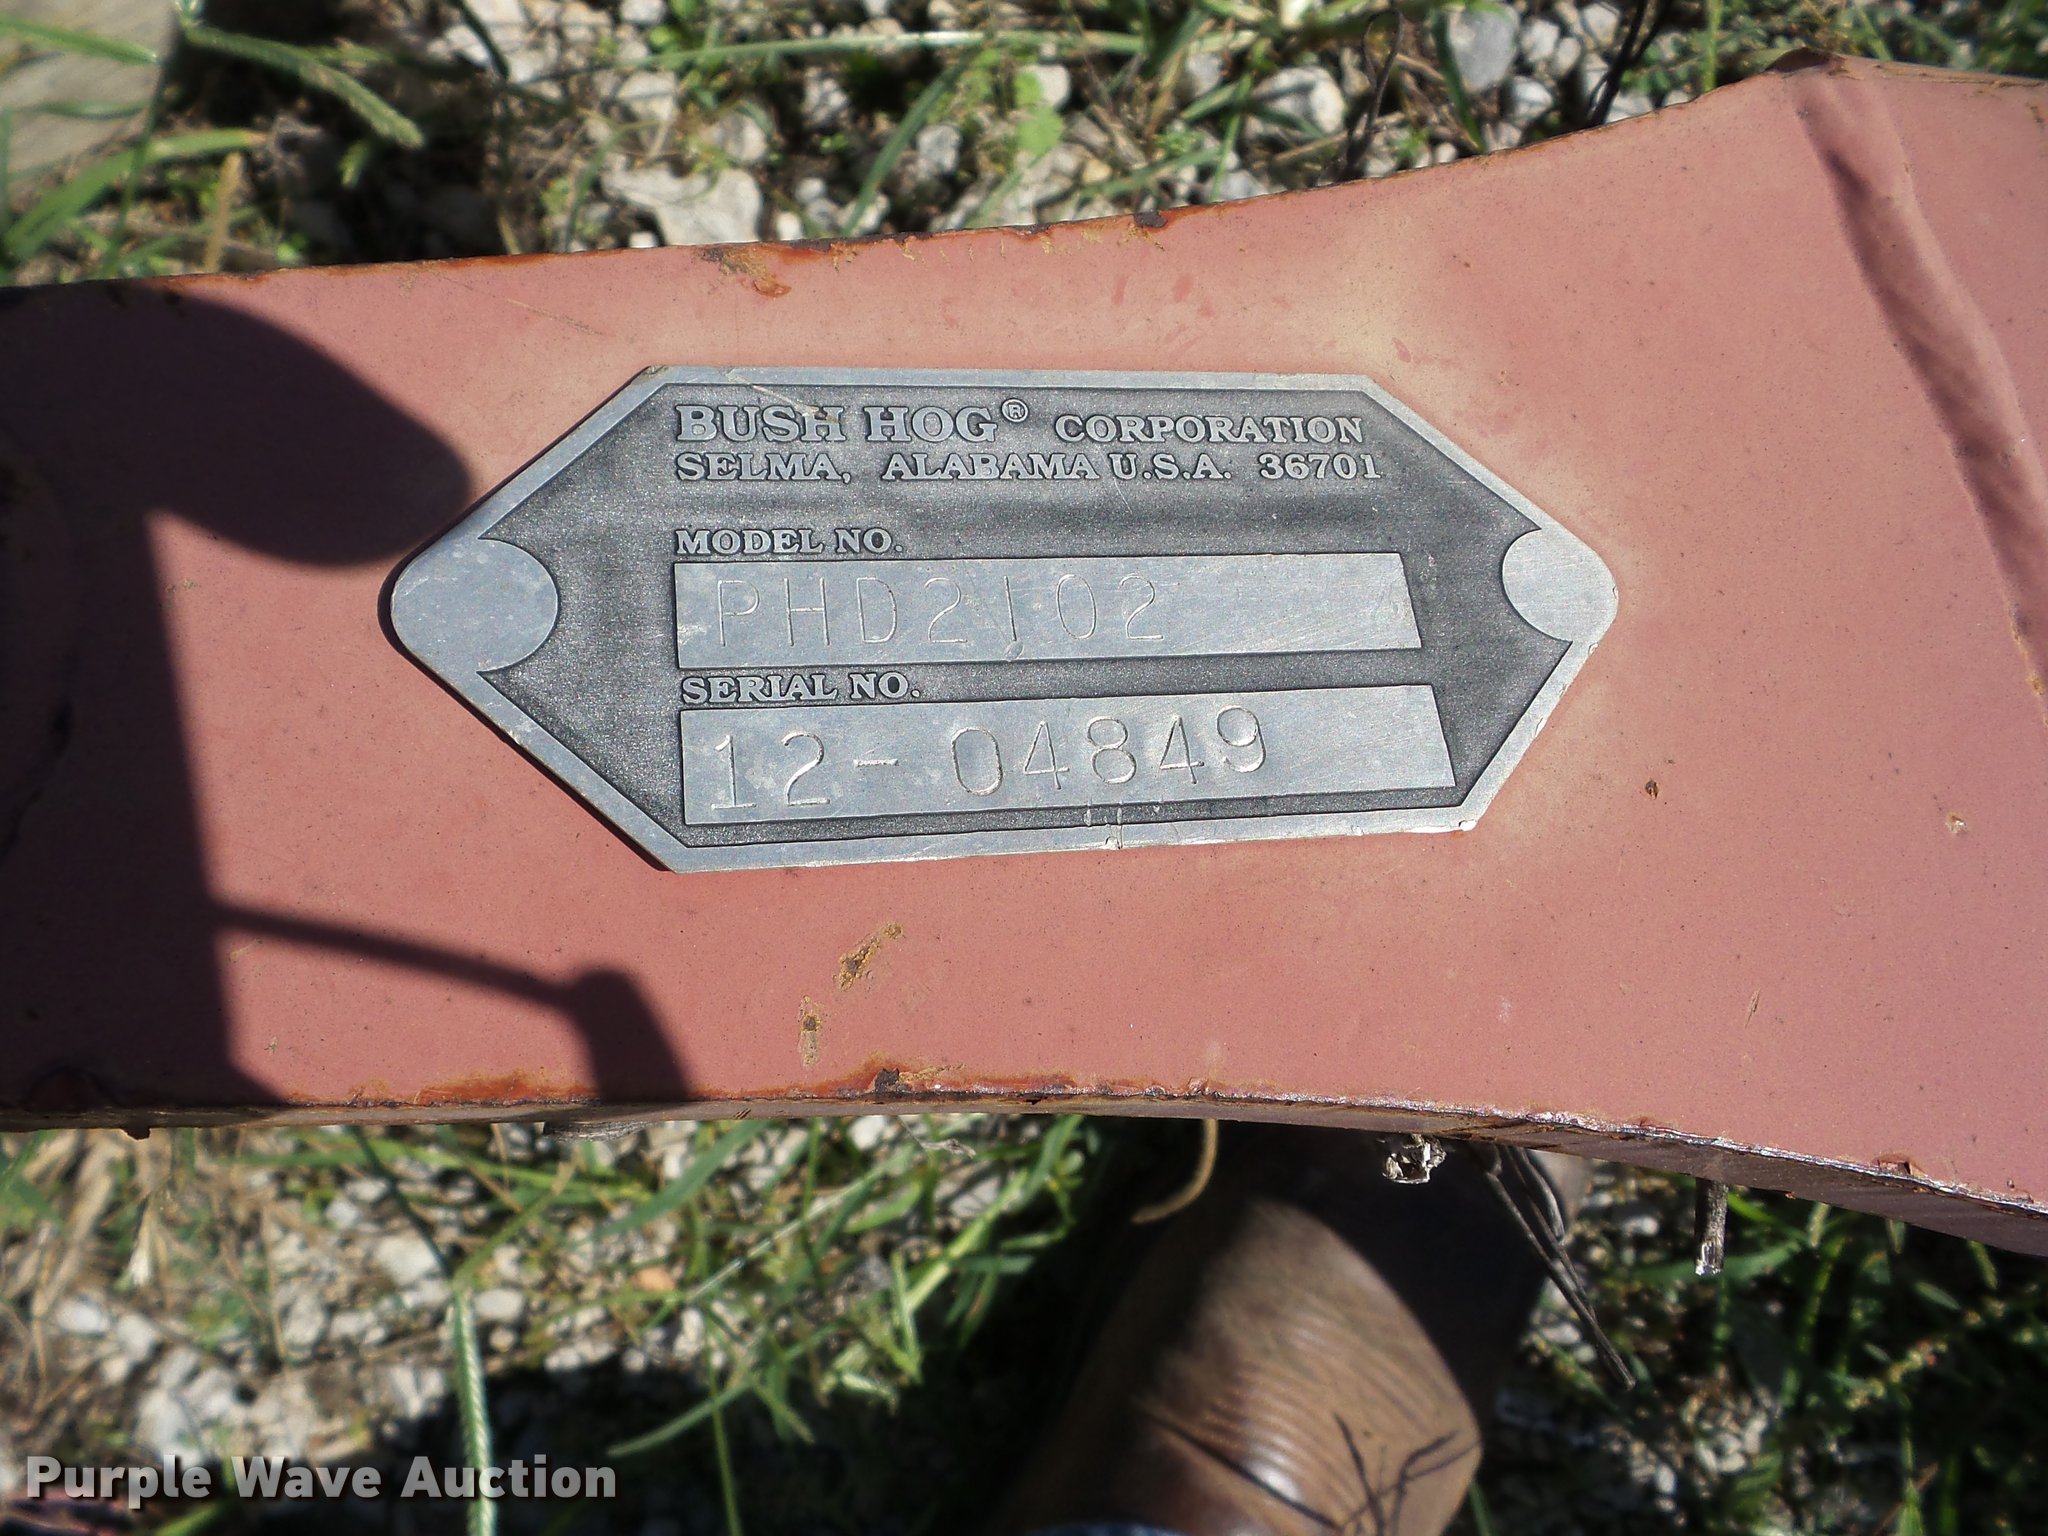 BUSH HOG® CORPORATION
SELMA, ALABAMA U.S.A. 36701
MODEL NO.
PHD2102
SERIAL NO.
12-04849
Purple Wave Auction